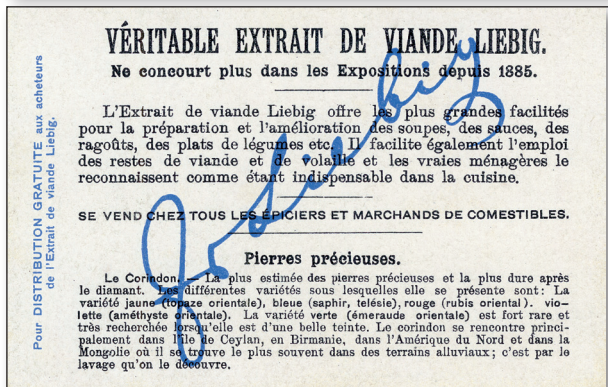 VÉRITABLE EXTRAIT DE VIANDE LIEBIG.
Ne concourt plus dans les Expositions depuis 1885.
L'Extrait de viande Liebig offre les plus grandes facilités
pour la préparation et l'amélioration des soupes, des sauces, des
ragoûts, des plats de légumes etc. Il facilite également l'emploi
des restes de viande et de volaille et les vraies ménagères le
reconnaissent comme étant indispensable dans la cuisine.
SE VEND CHEZ TOUS LES ÉPICIERS ET MARCHANDS DE COMESTIBLES.
Pierres précieuses.
Le Corindon. — La plus estimée des pierres précieuses et la plus dure après
le diamant. Les différentes variétés sous lesquelles elle se présente sont: La
variété jaune (topaze orientale), bleue (saphir, telésie), rouge (rubis oriental). vio-
lette (améthyste orientale). La variété verte (émeraude orientale) est fort rare et
très recherchée lorsqu'elle est d'une belle teinte. Le corindon se rencontre princi-
palement dans l'île de Ceylan, en Birmanie, dans l'Amérique du Nord et dans la
Mongolie où il se trouve le plus souvent dans des terrains alluviaux; c'est par le
lavage qu'on le découvre.
Pour DISTRIBUTION GRATUITE aux acheteurs
de l'Extrait de viande Liebig.
JvLiebig